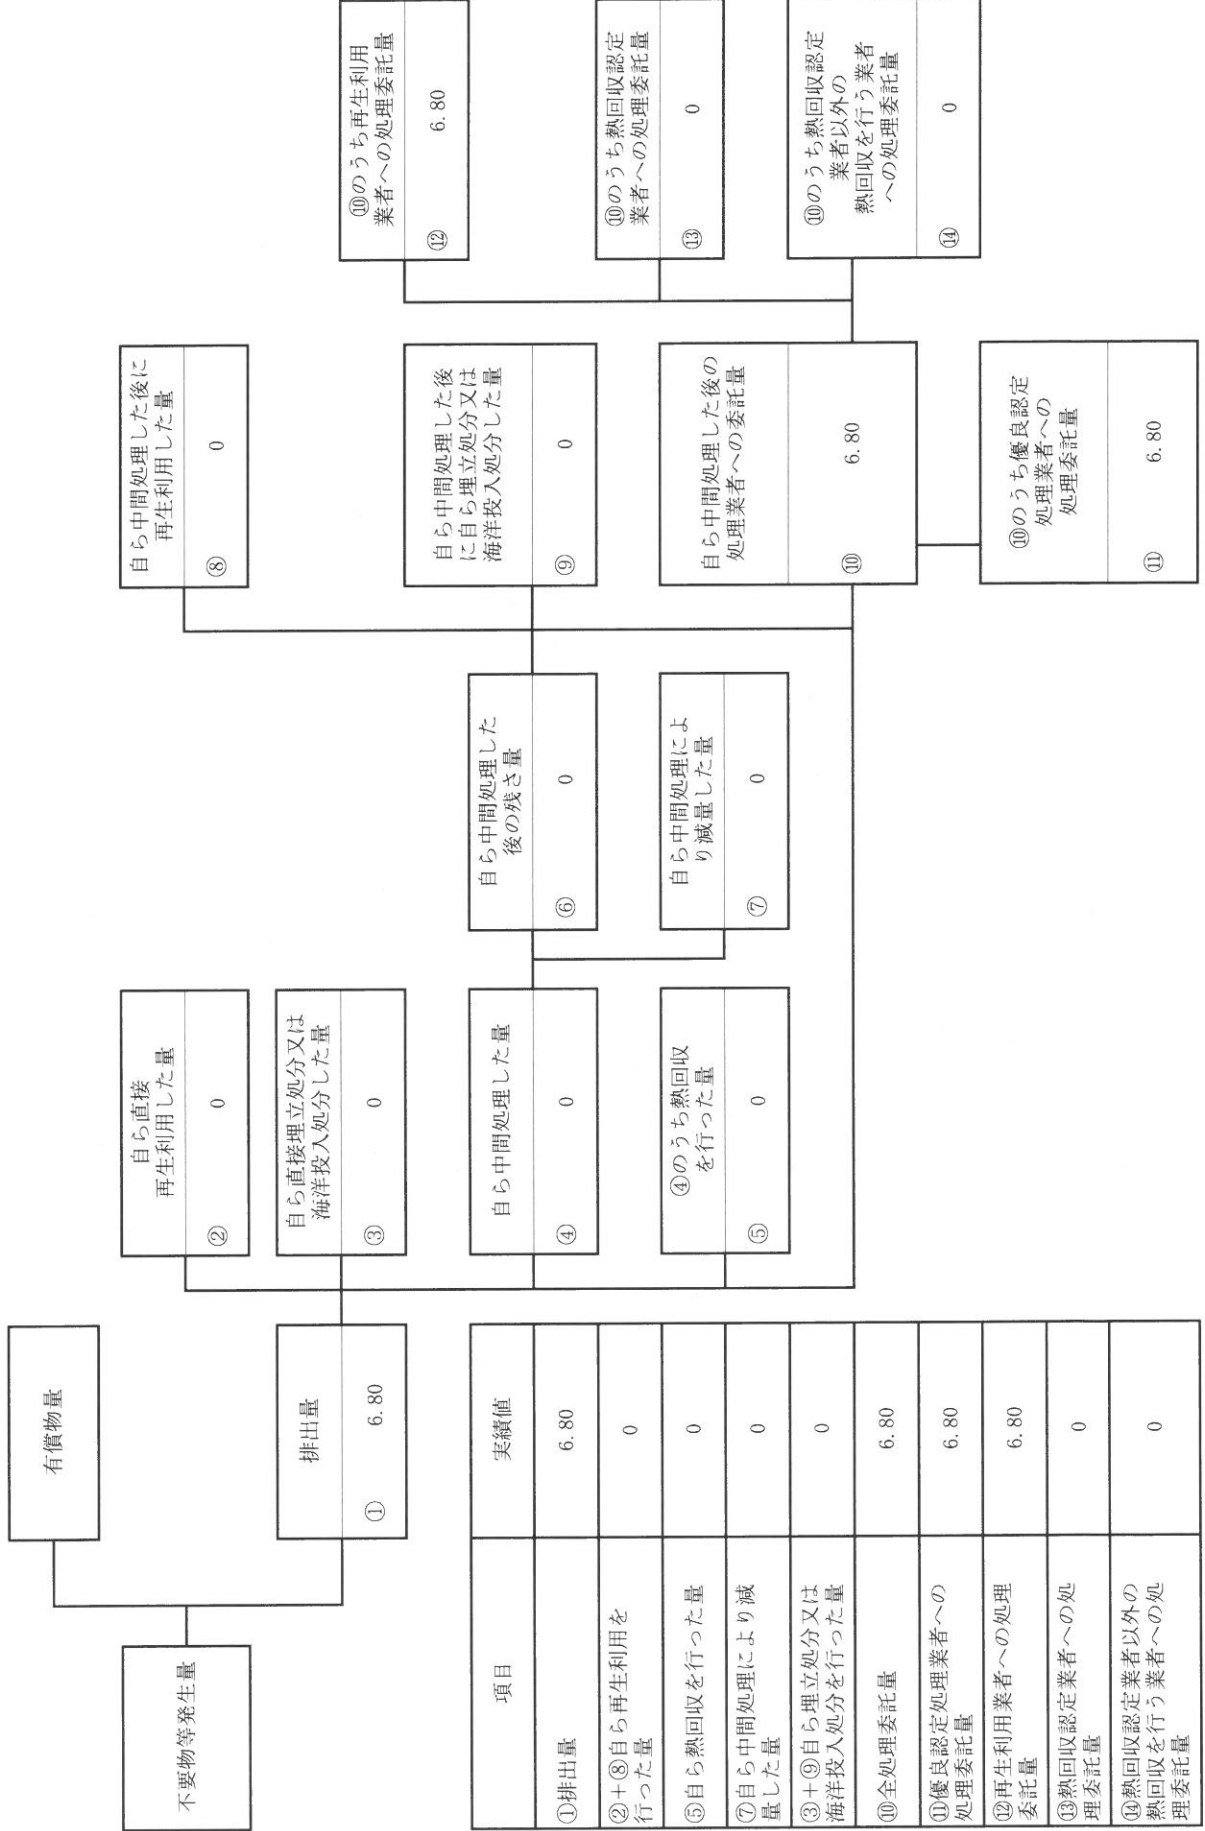 不要物等発生量
有償物量
排出量
① 6.80
自ら直接
再生利用した量
② 0
自ら直接埋立処分又は
海洋投入処分した量
③ 0
自ら中間処理した量
④ 0
④のうち熱回収
を行った量
⑤ 0
自ら中間処理した
後の残さ量
⑥ 0
自ら中間処理によ
り減量した量
⑦ 0
自ら中間処理した後に
再生利用した量
⑧ 0
自ら中間処理した後
に自ら埋立処分又は
海洋投入処分した量
⑨ 0
自ら中間処理した後の
処理業者への委託量
⑩ 6.80
⑩のうち優良認定
処理業者への
処理委託量
⑪ 6.80
⑩のうち再生利用
業者への処理委託量
⑫ 6.80
⑩のうち熱回収認定
業者への処理委託量
⑬ 0
⑩のうち熱回収認定
業者以外の
熱回収を行う業者
への処理委託量
⑭ 0
項目 実績値
①排出量 6.80
②＋⑧自ら再生利用を
行った量 0
⑤自ら熱回収を行った量 0
⑦自ら中間処理により減
量した量 0
③＋⑨自ら埋立処分又は
海洋投入処分を行った量 0
⑩全処理委託量 6.80
⑪優良認定処理業者への
処理委託量 6.80
⑫再生利用業者への処理
委託量 6.80
⑬熱回収認定業者への処
理委託量 0
⑭熱回収認定業者以外の
熱回収を行う業者への処
理委託量 0